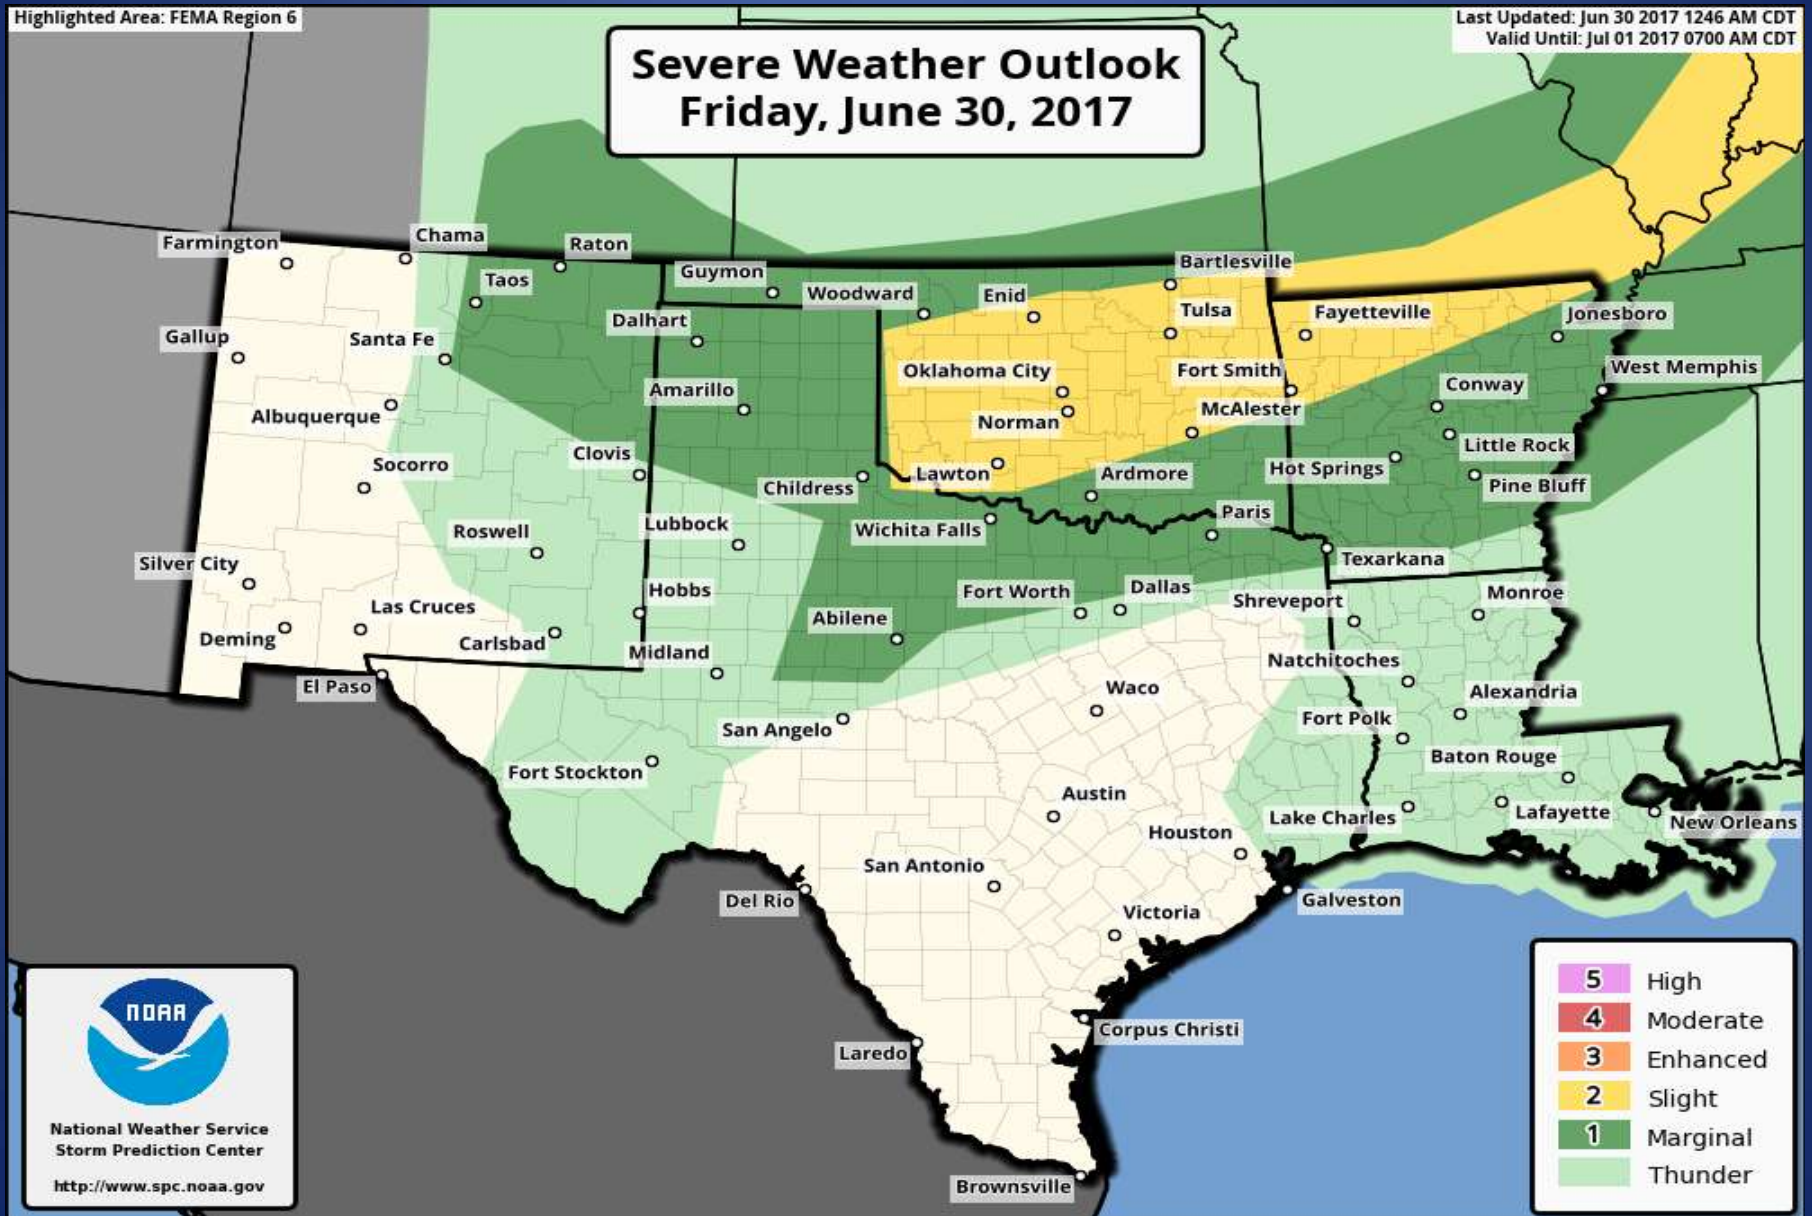 Highlighted Area: FEMA Region 6
Last Updated: Jun 30 2017 1246 AM CDT
Valid Until: Jul 01 2017 0700 AM CDT
Severe Weather Outlook
Friday, June 30, 2017
Farmington
Chama
Raton
Taos
Guymon
Woodward
Enid
Bartlesville
Tulsa
Fayetteville
Jonesboro
Gallup
Santa Fe
Dalhart
Oklahoma City
Fort Smith
West Memphis
Albuquerque
Amarillo
Norman
McAlester
Conway
Little Rock
Socorro
Clovis
Childress
Lawton
Ardmore
Hot Springs
Pine Bluff
Roswell
Lubbock
Wichita Falls
Paris
Texarkana
Silver City
Hobbs
Fort Worth
Dallas
Shreveport
Monroe
Las Cruces
Deming
Carlsbad
Midland
Abilene
Natchitoches
El Paso
Waco
Alexandria
San Angelo
Fort Polk
Fort Stockton
Baton Rouge
Austin
Houston
Lake Charles
Lafayette
New Orleans
San Antonio
Del Rio
Victoria
Galveston
Corpus Christi
Laredo
Brownsville
NOAA
National Weather Service
Storm Prediction Center
http://www.spc.noaa.gov
5 High
4 Moderate
3 Enhanced
2 Slight
1 Marginal
Thunder